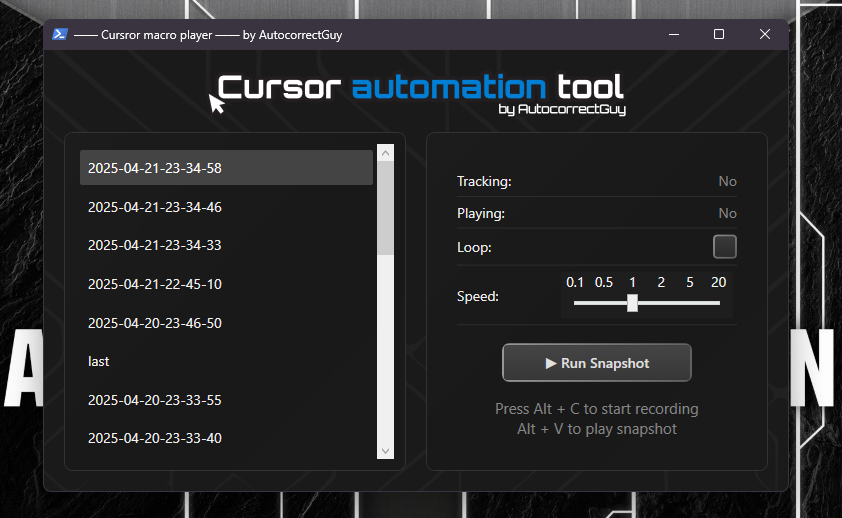 —— Cursror macro player —— by AutocorrectGuy
Cursor automation tool
by AutocorrectGuy
2025-04-21-23-34-58
2025-04-21-23-34-46
2025-04-21-23-34-33
2025-04-21-22-45-10
2025-04-20-23-46-50
last
2025-04-20-23-33-55
2025-04-20-23-33-40
Tracking: No
Playing: No
Loop:
0.1 0.5 1 2 5 20
Speed:
▶ Run Snapshot
Press Alt + C to start recording
Alt + V to play snapshot
A
N